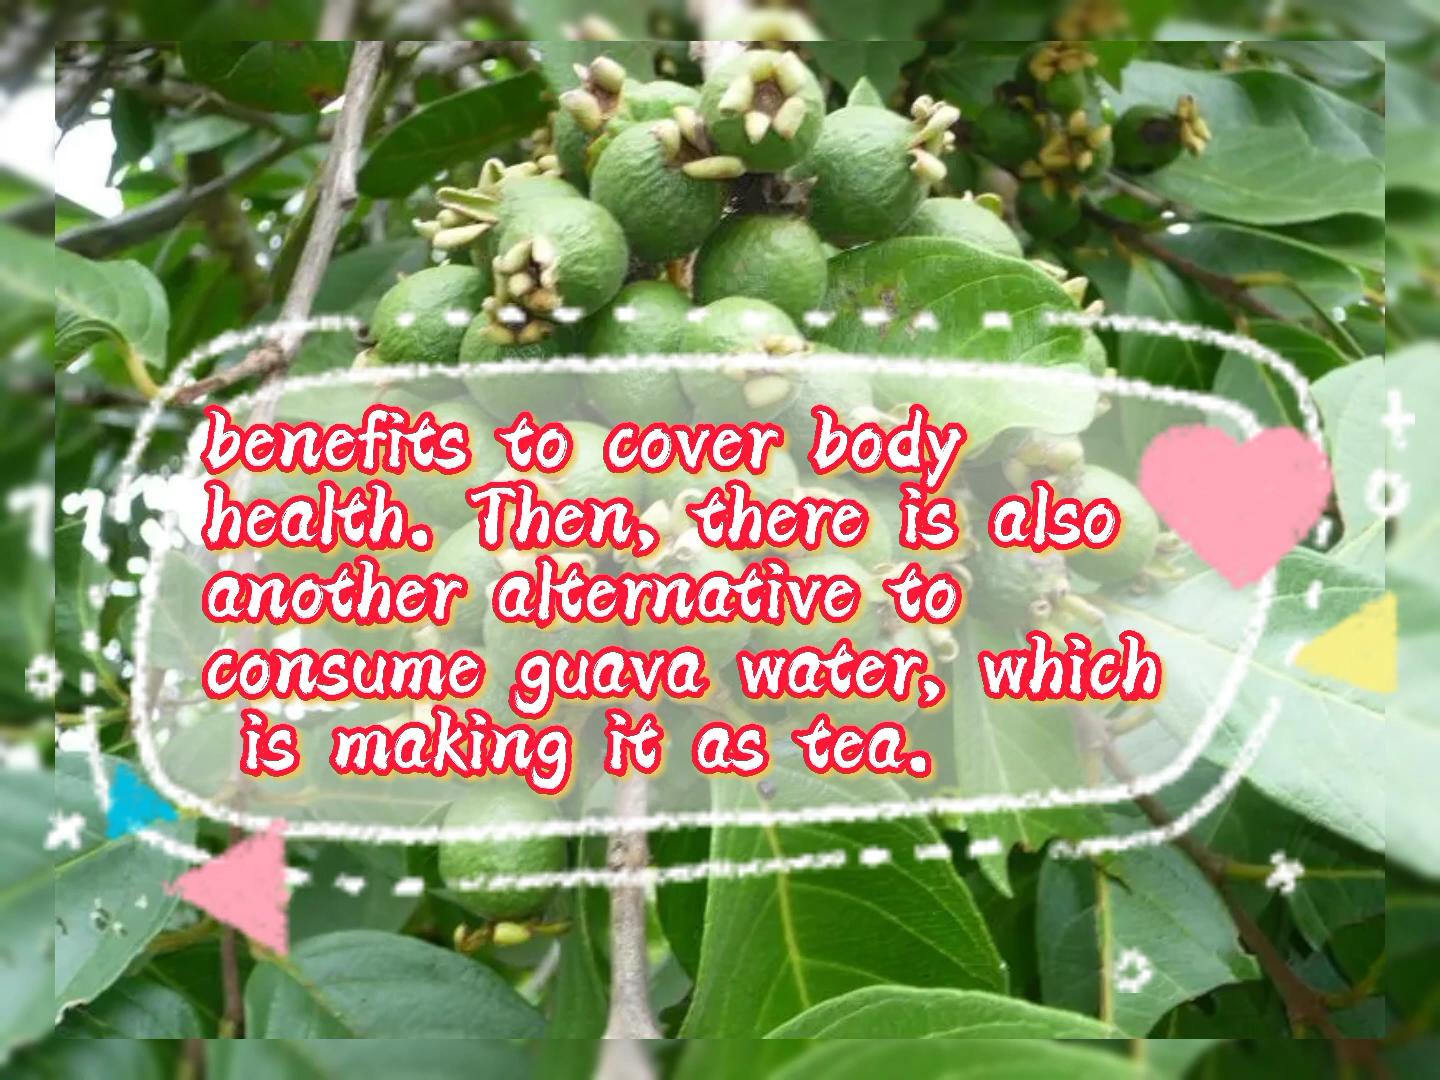 benefits to cover body
health. Then, there is also
another alternative to
consume guava water, which
is making it as tea.